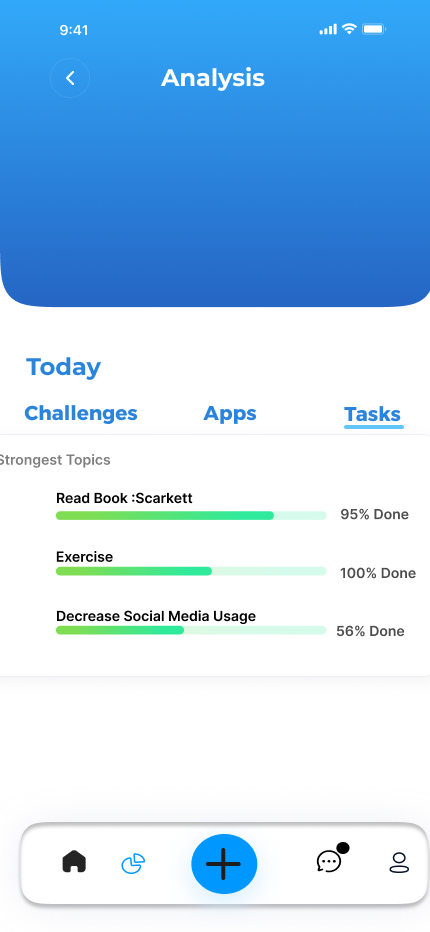 9:41
Analysis
Today
Challenges Apps Tasks
Strongest Topics
Read Book :Scarkett
95% Done
Exercise
100% Done
Decrease Social Media Usage
56% Done